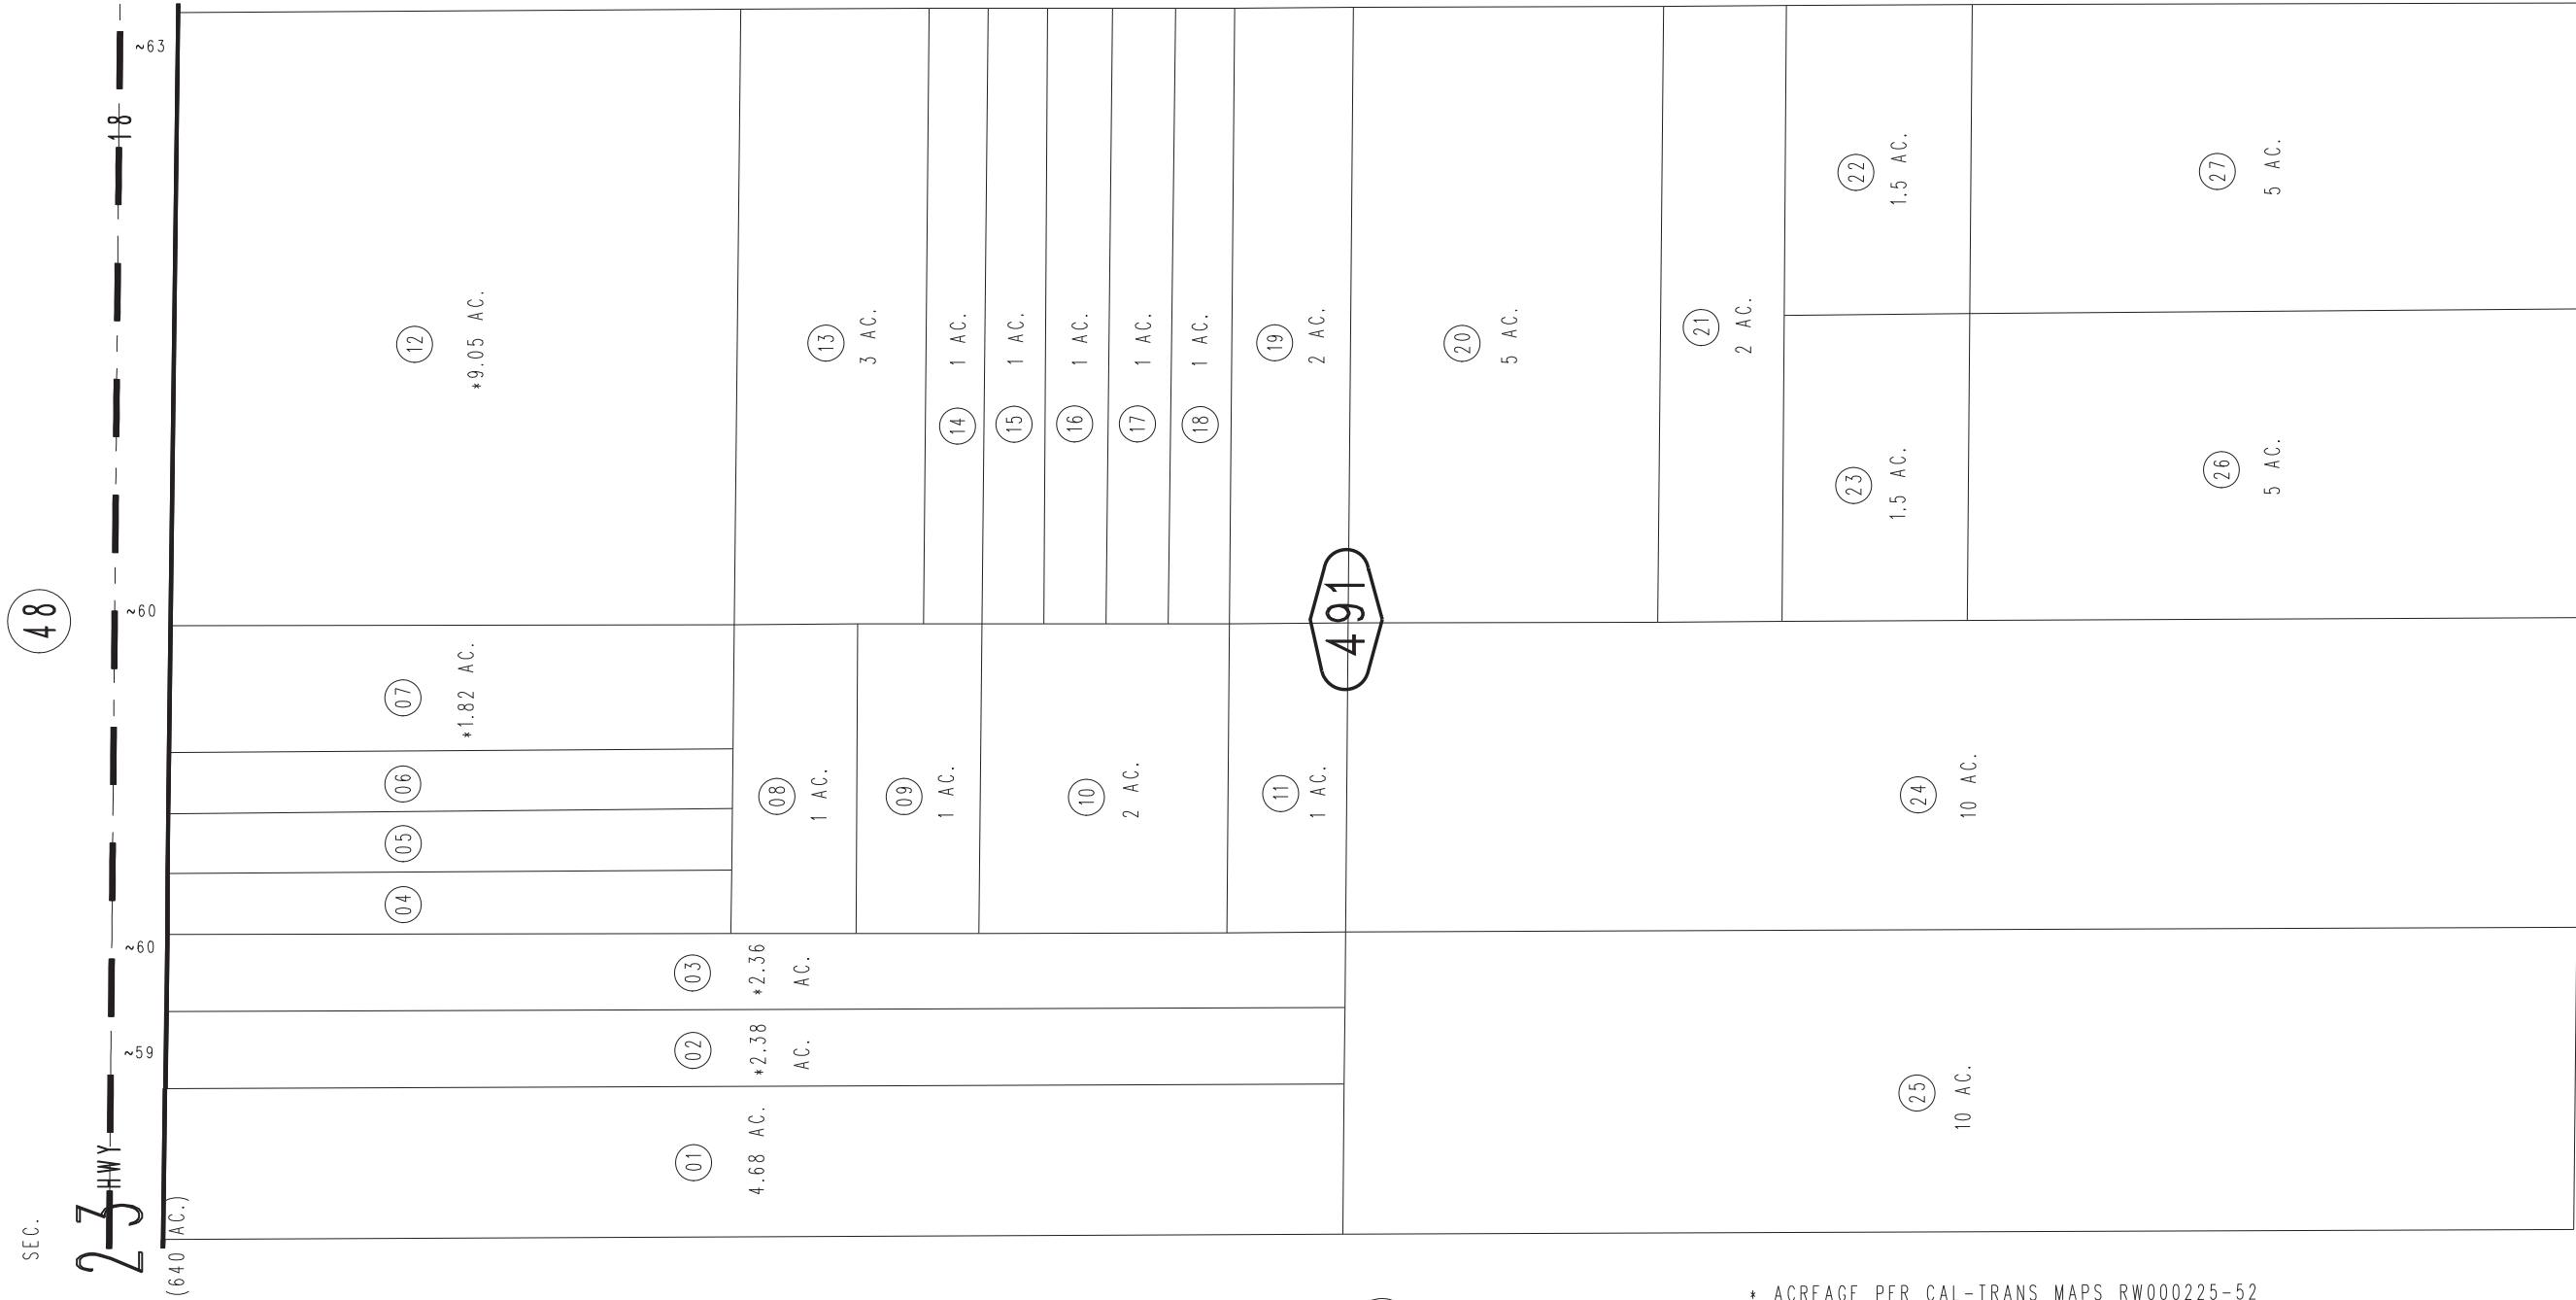 48
SEC.
23
(640 AC.)
HWY
18
~63
~60
~60
~59
12
*9.05 AC.
07
*1.82 AC.
06
05
04
03
*2.36
AC.
02
*2.38
AC.
01
4.68 AC.
13
3 AC.
14
1 AC.
15
1 AC.
16
1 AC.
17
1 AC.
18
1 AC.
19
2 AC.
08
1 AC.
09
1 AC.
10
2 AC.
11
1 AC.
491
20
5 AC.
21
2 AC.
22
1.5 AC.
23
1.5 AC.
27
5 AC.
26
5 AC.
24
10 AC.
25
10 AC.
* ACREAGE PER CAL-TRANS MAPS RW000225-52